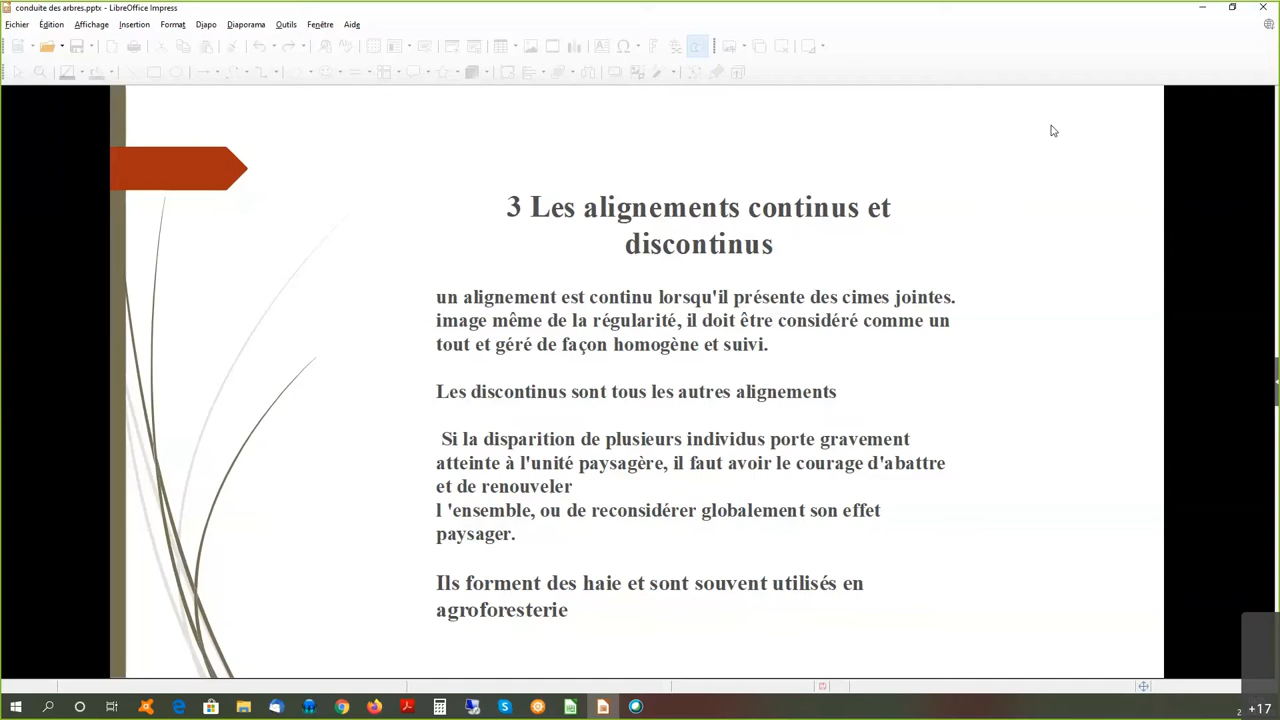 conduite des arbres.pptx - LibreOffice Impress
Fichier Édition Affichage Insertion Format Diapo Diaporama Outils Fenêtre Aide
3 Les alignements continus et
discontinus
un alignement est continu lorsqu'il présente des cimes jointes.
image même de la régularité, il doit être considéré comme un
tout et géré de façon homogène et suivi.
Les discontinus sont tous les autres alignements
Si la disparition de plusieurs individus porte gravement
atteinte à l'unité paysagère, il faut avoir le courage d'abattre
et de renouveler
l 'ensemble, ou de reconsidérer globalement son effet
paysager.
Ils forment des haie et sont souvent utilisés en
agroforesterie
2 +17